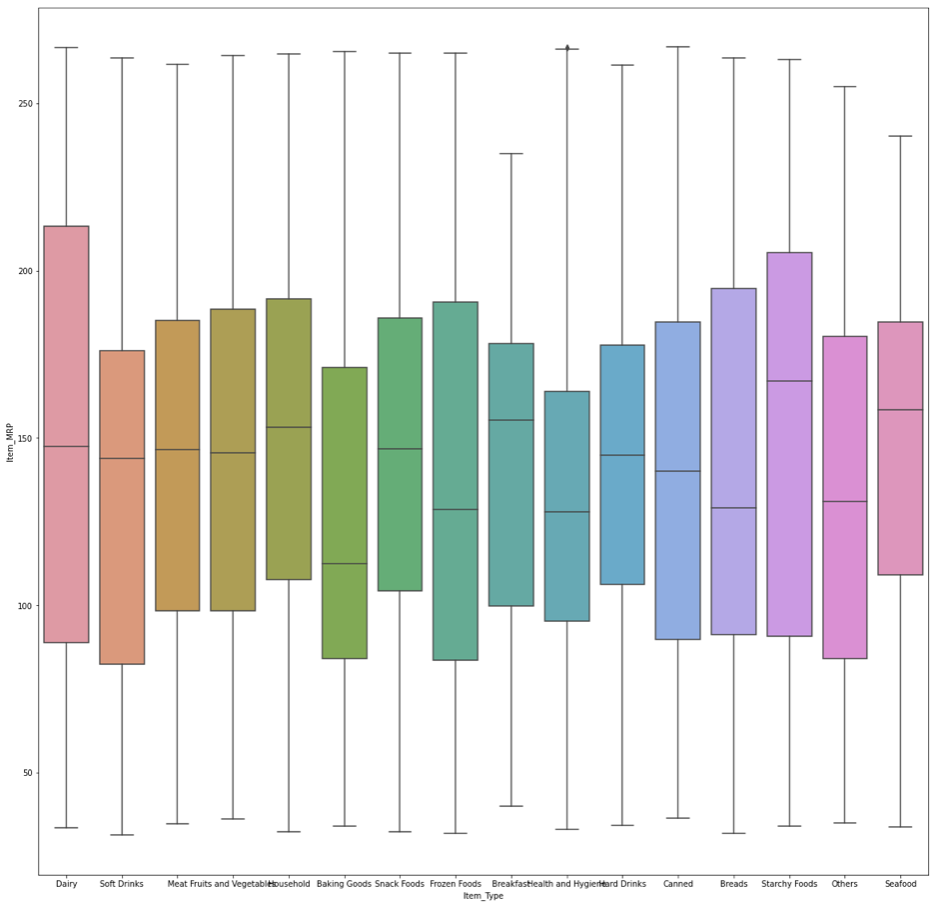 250
200
150
100
50
Item_MRP
Dairy Soft Drinks Meat Fruits and Vegetables Household Baking Goods Snack Foods Frozen Foods Breakfast Health and Hygiene Hard Drinks Canned Breads Starchy Foods Others Seafood
Item_Type